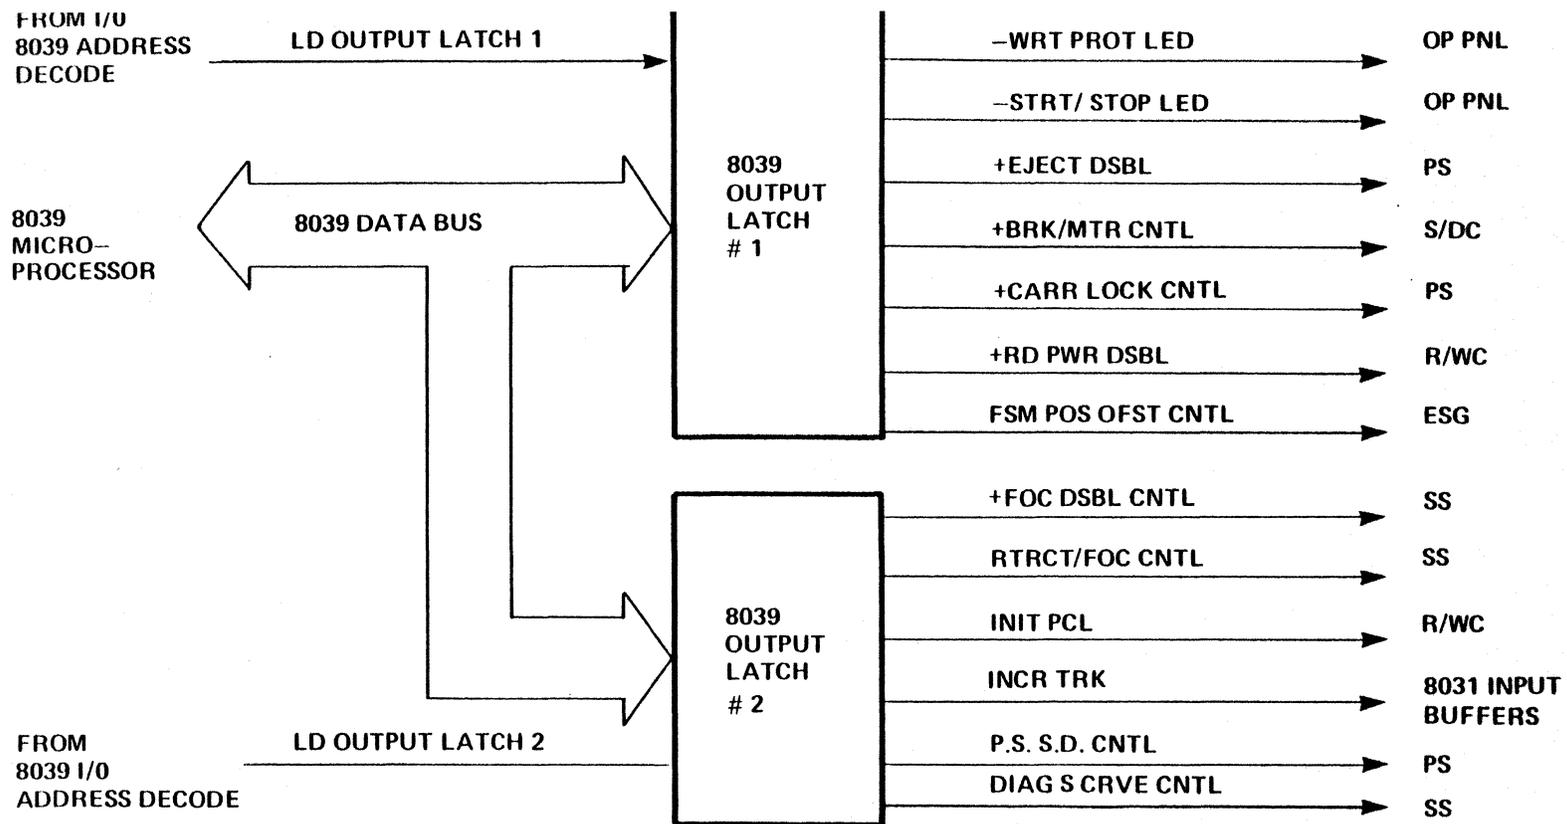 FROM I/0
8039 ADDRESS
DECODE
LD OUTPUT LATCH 1
8039
MICRO–
PROCESSOR
8039 DATA BUS
8039
OUTPUT
LATCH
# 1
–WRT PROT LED
OP PNL
–STRT/ STOP LED
OP PNL
+EJECT DSBL
PS
+BRK/MTR CNTL
S/DC
+CARR LOCK CNTL
PS
+RD PWR DSBL
R/WC
FSM POS OFST CNTL
ESG
8039
OUTPUT
LATCH
# 2
+FOC DSBL CNTL
SS
RTRCT/FOC CNTL
SS
INIT PCL
R/WC
INCR TRK
8031 INPUT
BUFFERS
P.S. S.D. CNTL
PS
DIAG S CRVE CNTL
SS
FROM
8039 I/0
ADDRESS DECODE
LD OUTPUT LATCH 2